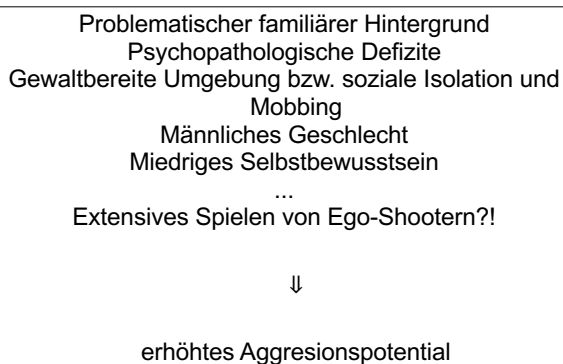 Problematischer familiärer Hintergrund
Psychopathologische Defizite
Gewaltbereite Umgebung bzw. soziale Isolation und
Mobbing
Männliches Geschlecht
Miedriges Selbstbewusstsein
...
Extensives Spielen von Ego-Shootern?!
⇓
erhöhtes Aggresionspotential